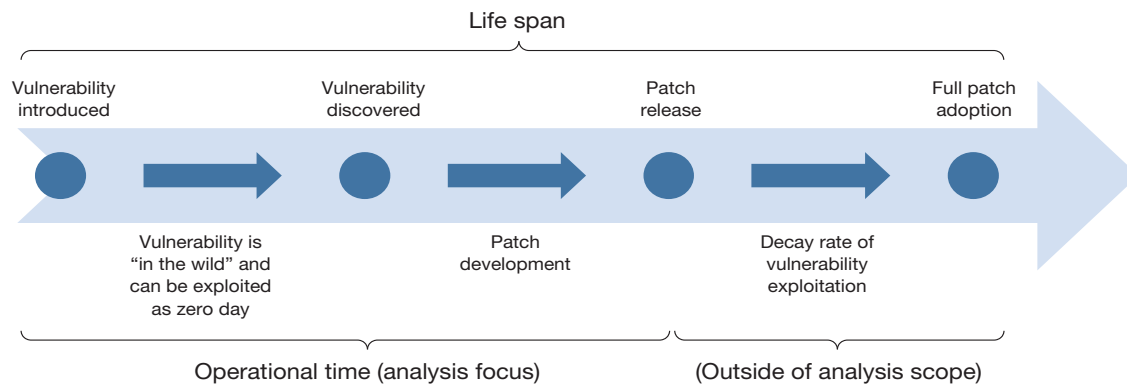 Life span
Vulnerability
introduced
Vulnerability
discovered
Patch
release
Full patch
adoption
Vulnerability is
“in the wild” and
can be exploited
as zero day
Patch
development
Decay rate of
vulnerability
exploitation
Operational time (analysis focus)
(Outside of analysis scope)